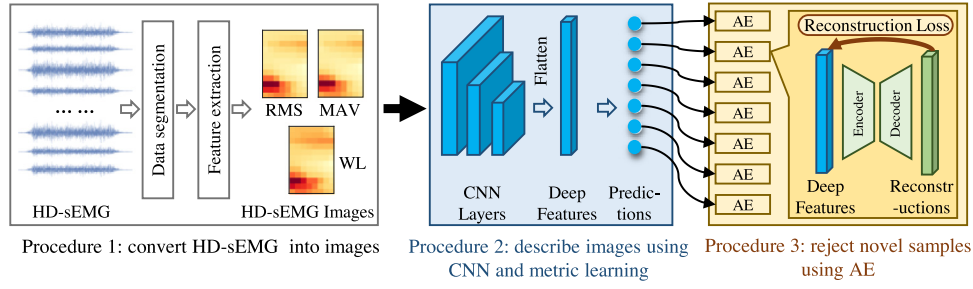 HD-sEMG
... ...
Data segmentation
Feature extraction
RMS
MAV
WL
HD-sEMG Images
Procedure 1: convert HD-sEMG into images
Flatten
CNN
Layers
Deep
Features
Predic-
-tions
Procedure 2: describe images using
CNN and metric learning
AE
AE
AE
AE
AE
AE
AE
Reconstruction Loss
Encoder
Decoder
Deep
Features
Reconstr
-uctions
Procedure 3: reject novel samples
using AE